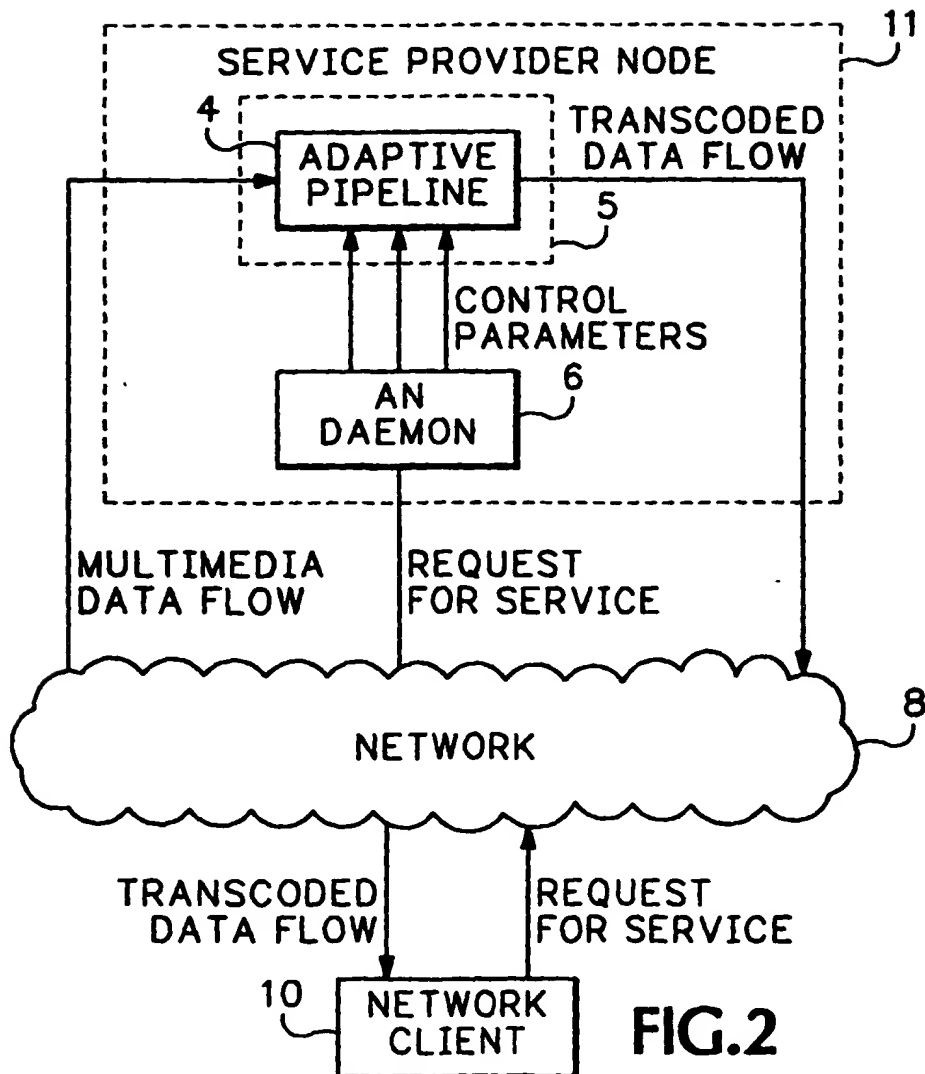 11
SERVICE PROVIDER NODE
4
ADAPTIVE
PIPELINE
TRANSCODED
DATA FLOW
5
CONTROL
PARAMETERS
AN
DAEMON
6
MULTIMEDIA
DATA FLOW
REQUEST
FOR SERVICE
NETWORK
8
TRANSCODED
DATA FLOW
REQUEST
FOR SERVICE
10
NETWORK
CLIENT
FIG.2